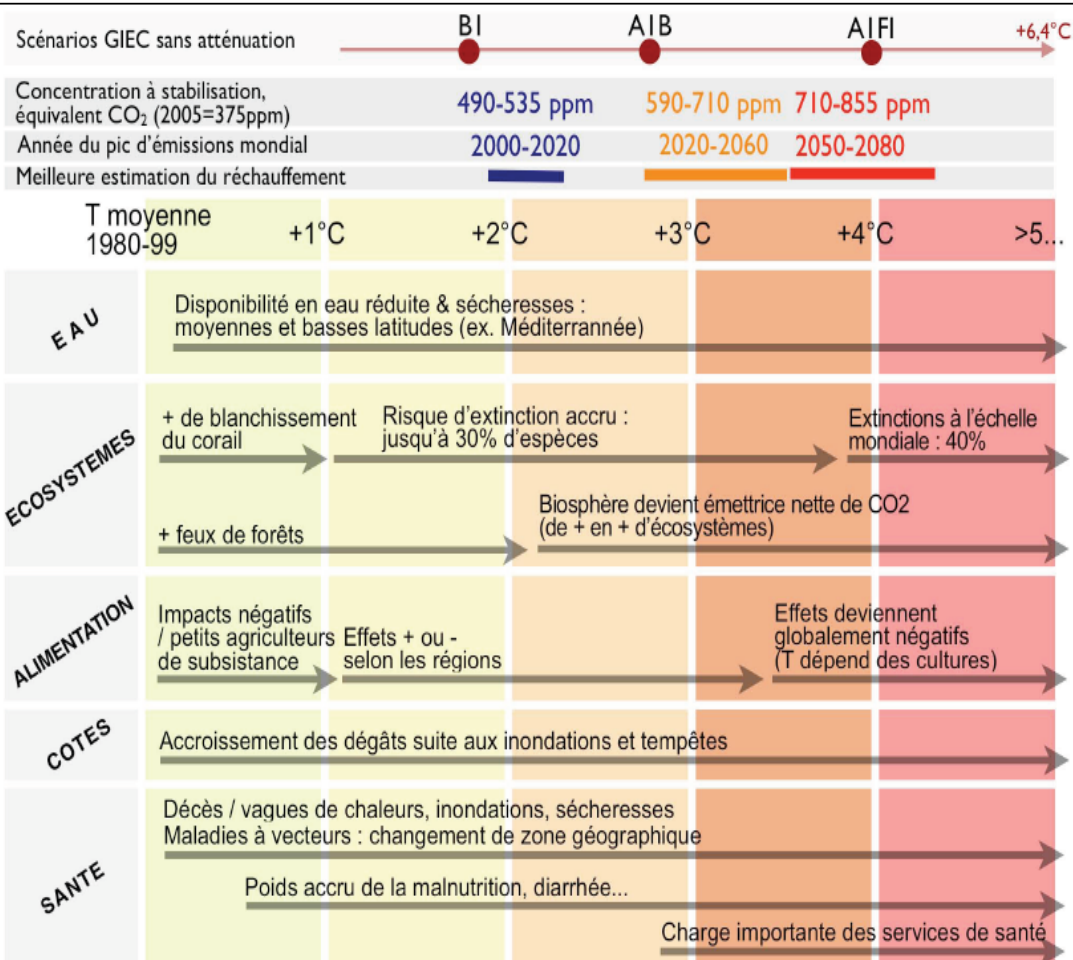 BI
AIB
AIFI
+6,4°C
Scénarios GIEC sans atténuation
Concentration à stabilisation,
équivalent CO₂ (2005=375ppm)
490-535 ppm
590-710 ppm
710-855 ppm
Année du pic d'émissions mondial
2000-2020
2020-2060
2050-2080
Meilleure estimation du réchauffement
T moyenne
1980-99
+1°C
+2°C
+3°C
+4°C
>5...
EAU
Disponibilité en eau réduite & sécheresses :
moyennes et basses latitudes (ex. Méditerrannée)
ECOSYSTEMES
+ de blanchissement
du corail
Risque d'extinction accru :
jusqu'à 30% d'espèces
Extinctions à l'échelle
mondiale : 40%
+ feux de forêts
Biosphère devient émettrice nette de CO2
(de + en + d'écosystèmes)
ALIMENTATION
Impacts négatifs
/ petits agriculteurs
de subsistance
Effets + ou -
selon les régions
Effets deviennent
globalement négatifs
(T dépend des cultures)
COTES
Accroissement des dégâts suite aux inondations et tempêtes
SANTE
Décès / vagues de chaleurs, inondations, sécheresses
Maladies à vecteurs : changement de zone géographique
Poids accru de la malnutrition, diarrhée...
Charge importante des services de santé